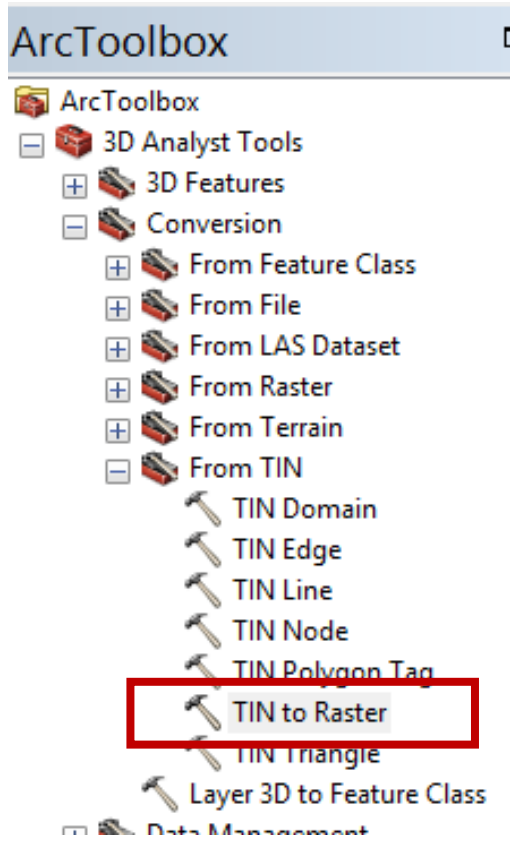 ArcToolbox
ArcToolbox
3D Analyst Tools
3D Features
Conversion
From Feature Class
From File
From LAS Dataset
From Raster
From Terrain
From TIN
TIN Domain
TIN Edge
TIN Line
TIN Node
TIN Polygon Tag
TIN to Raster
TIN Triangle
Layer 3D to Feature Class
Data Management